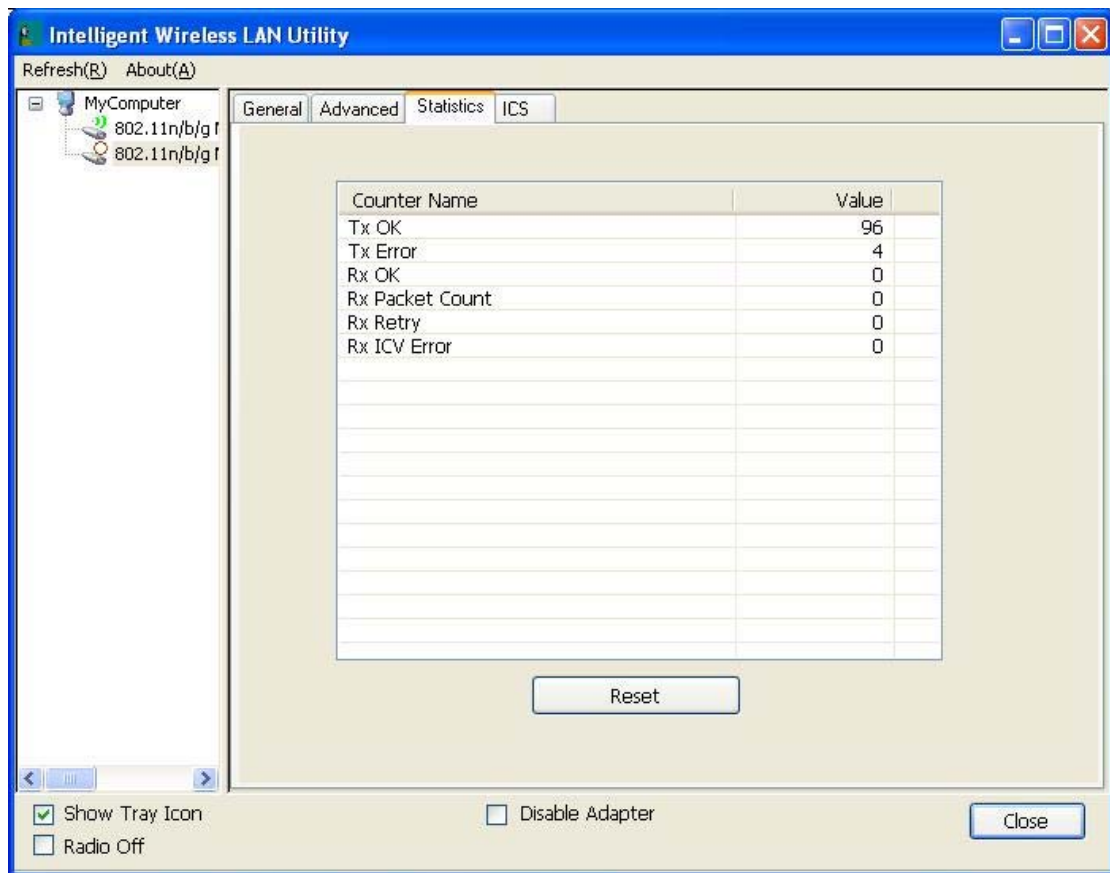 Intelligent Wireless LAN Utility
Refresh(R) About(A)
MyComputer
802.11n/b/g
802.11n/b/g
General Advanced Statistics ICS
Counter Name Value
Tx OK 96
Tx Error 4
Rx OK 0
Rx Packet Count 0
Rx Retry 0
Rx ICV Error 0
Reset
Show Tray Icon
Radio Off
Disable Adapter
Close